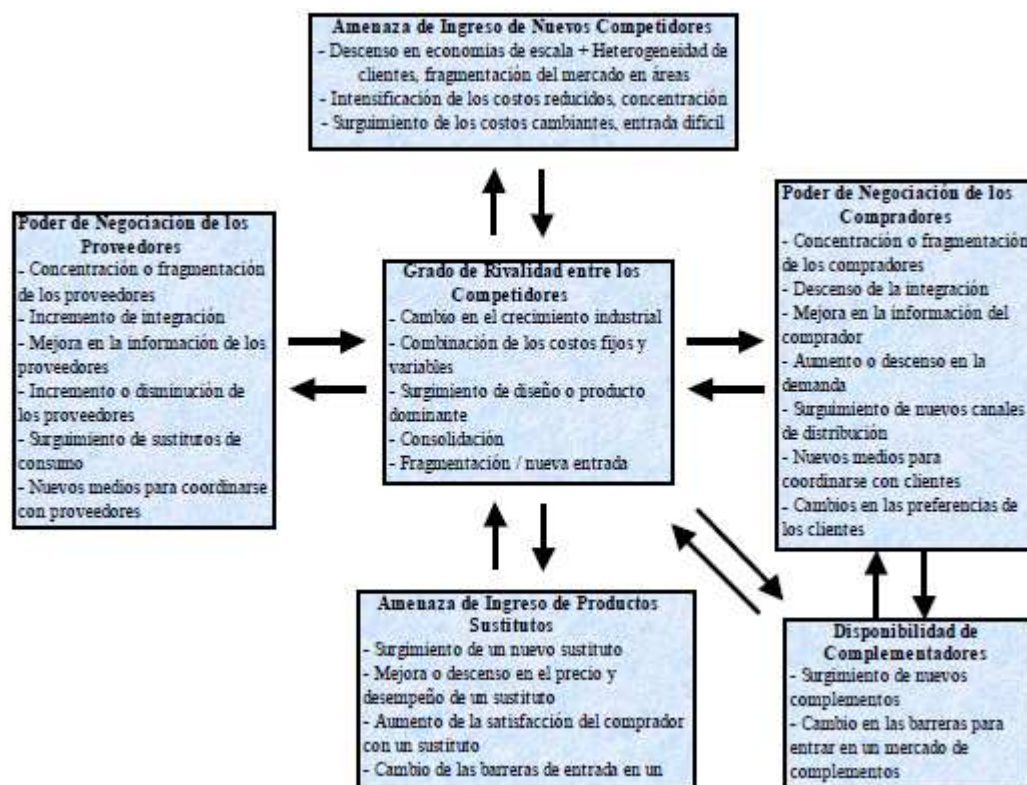 Amenaza de Ingreso de Nuevos Competidores
- Descenso en economías de escala + Heterogeneidad de
clientes, fragmentación del mercado en áreas
- Intensificación de los costos reducidos, concentración
- Surguimiento de los costos cambiantes, entrada dificil
Poder de Negociación de los
Proveedores
- Concentración o fragmentación
de los proveedores
- Incremento de integración
- Mejora en la información de los
proveedores
- Incremento o disminución de
los proveedores
- Surguimiento de sustituros de
consumo
- Nuevos medios para coordinarse
con proveedores
Grado de Rivalidad entre los
Competidores
- Cambio en el crecimiento industrial
- Combinación de los costos fijos y
variables
- Surgimiento de diseño o producto
dominante
- Consolidación
- Fragmentación / nueva entrada
Poder de Negociación de los
Compradores
- Concentración o fragmentación
de los compradores
- Descenso de la integración
- Mejora en la información del
comprador
- Aumento o descenso en la
demanda
- Surguimiento de nuevos canales
de distribución
- Nuevos medios para
coordinarse con clientes
- Cambios en las preferencias de
los clientes
Amenaza de Ingreso de Productos
Sustitutos
- Surgimiento de un nuevo sustituto
- Mejora o descenso en el precio y
desempeño de un sustituto
- Aumento de la satisfacción del comprador
con un sustituto
- Cambio de las barreras de entrada en un
Disponibilidad de
Complementadores
- Surgimiento de nuevos
complementos
- Cambio en las barreras para
entrar en un mercado de
complementos